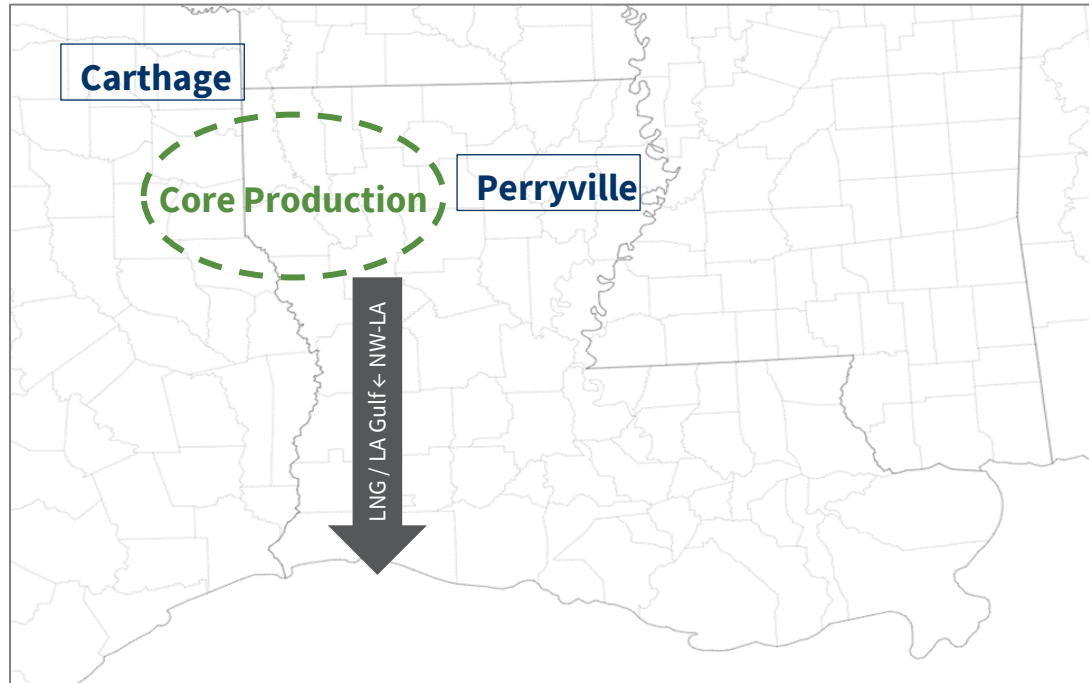 Carthage
Perryville
Core Production
LNG / LA Gulf ← NW-LA